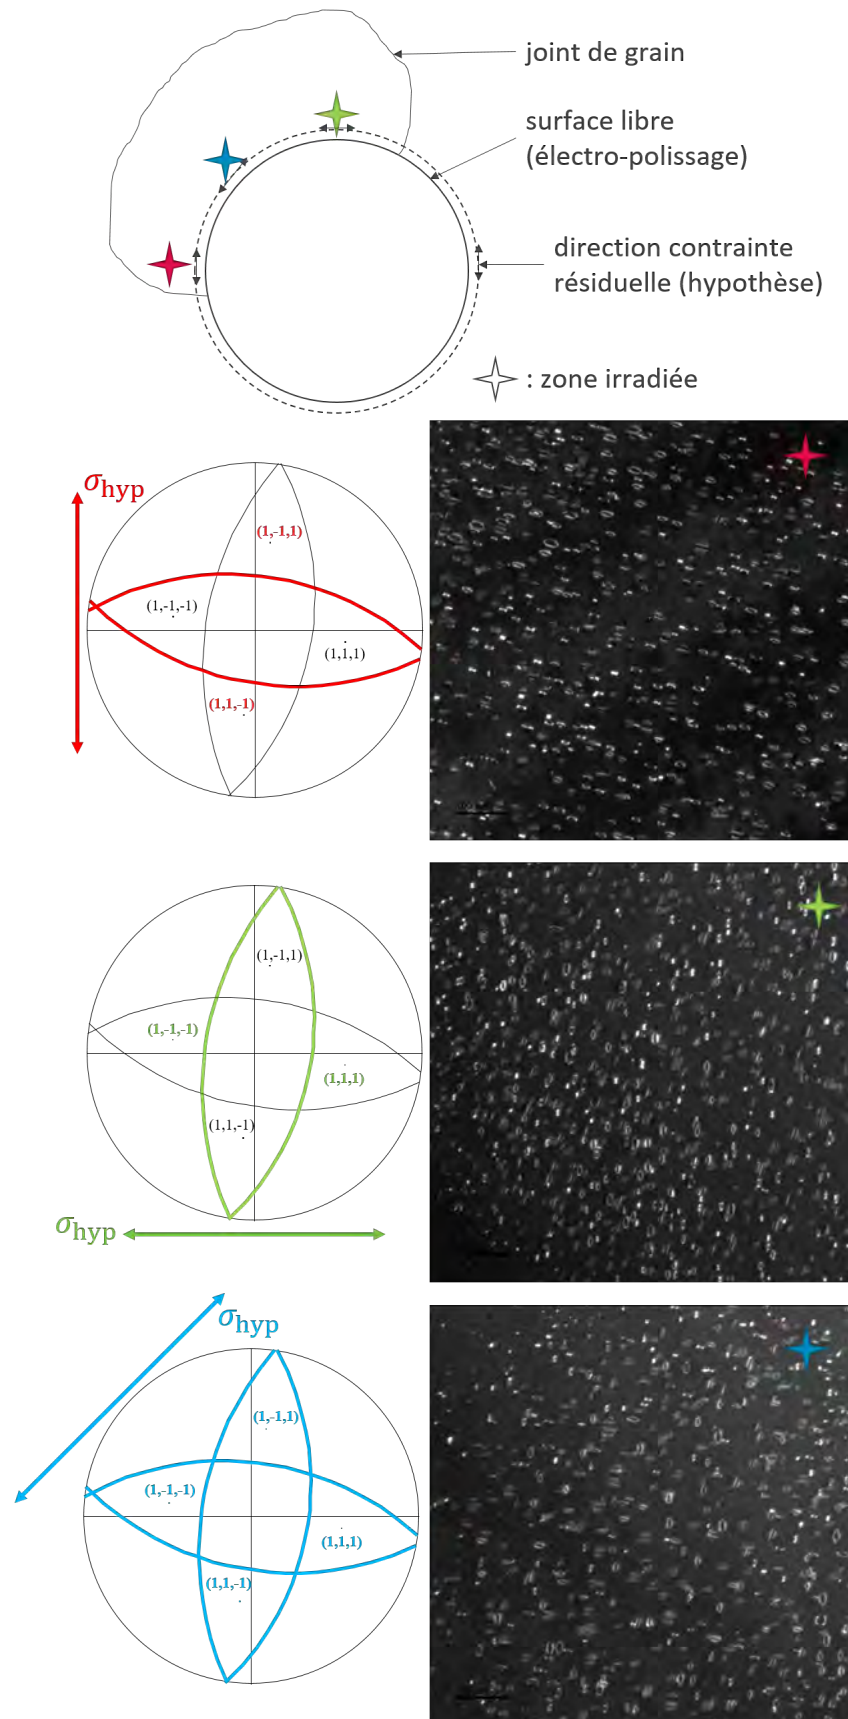 joint de grain
surface libre
(électro-polissage)
direction contrainte
résiduelle (hypothèse)
: zone irradiée
σhyp
(1,-1,1)
(1,-1,-1)
(1,1,1)
(1,1,-1)
(1,-1,1)
(1,-1,-1)
(1,1,1)
(1,1,-1)
σhyp
σhyp
(1,-1,1)
(1,-1,-1)
(1,1,1)
(1,1,-1)